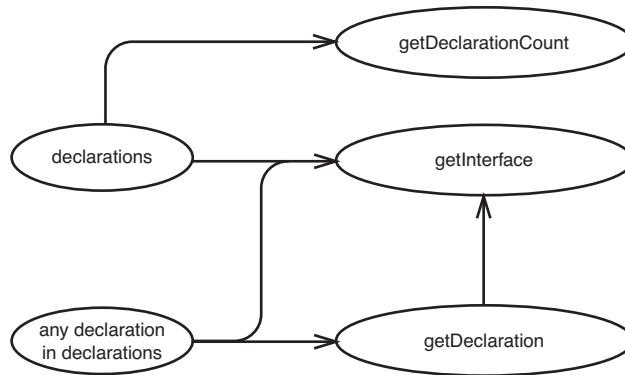 getDeclarationCount
declarations
getInterface
any declaration
in declarations
getDeclaration